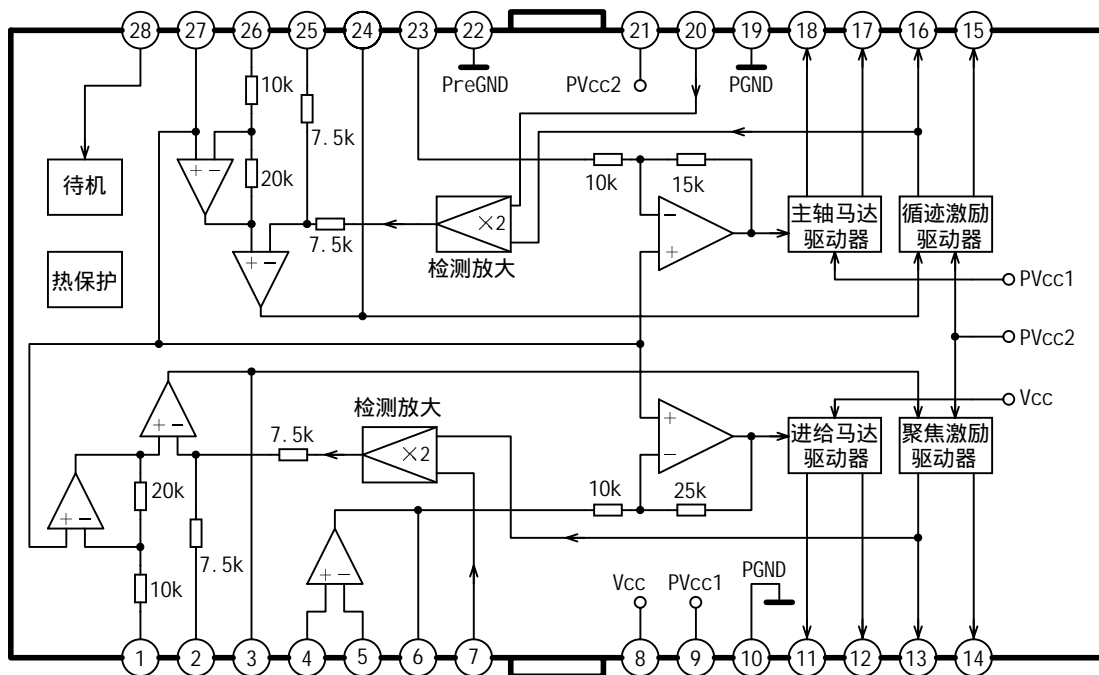 28 27 26 25 24 23 22 21 20 19 18 17 16 15
PreGND
PVcc2
PGND
10k
7.5k
20k
待机
热保护
7.5k
×2
检测放大
10k
15k
−
+
主轴马达
驱动器
循迹激励
驱动器
+ −
+ −
PVcc1
PVcc2
Vcc
检测放大
×2
7.5k
+ −
+ −
20k
10k
7.5k
+ −
+
−
10k
25k
进给马达
驱动器
聚焦激励
驱动器
Vcc
PVcc1
PGND
1 2 3 4 5 6 7 8 9 10 11 12 13 14